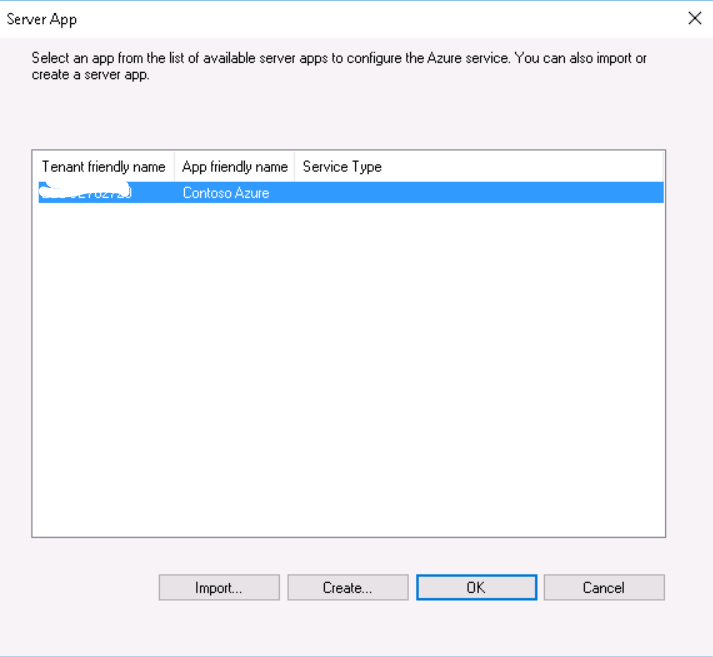 Server App
Select an app from the list of available server apps to configure the Azure service. You can also import or
create a server app.
Tenant friendly name App friendly name Service Type
Contoso Azure
Import... Create... OK Cancel